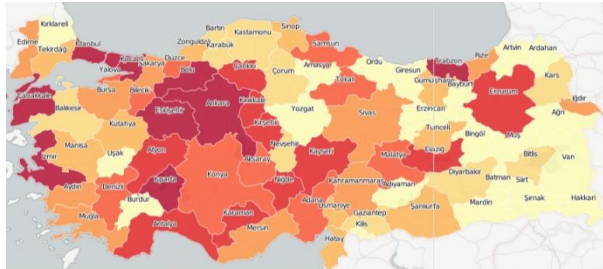 Kırklareli
Edirne
Tekirdağ
İstanbul
Kocaeli
Yalova
Sakarya
Düzce
Bolu
Zonguldak
Bartın
Karabük
Kastamonu
Sinop
Samsun
Ordu
Giresun
Trabzon
Rize
Artvin
Ardahan
Kars
Iğdır
Ağrı
Erzurum
Bayburt
Gümüşhane
Amasya
Tokat
Çorum
Çankırı
Çanakkale
Balıkesir
Bursa
Bilecik
Kütahya
Eskişehir
Ankara
Kırıkkale
Kırşehir
Yozgat
Sivas
Erzincan
Tunceli
Bingöl
Muş
Bitlis
Van
Hakkari
Şırnak
Siirt
Batman
Mardin
Diyarbakır
Elazığ
Malatya
Adıyaman
Şanlıurfa
Gaziantep
Kilis
Hatay
Osmaniye
Kahramanmaraş
Kayseri
Nevşehir
Niğde
Aksaray
Adana
Mersin
Karaman
Konya
Antalya
Isparta
Burdur
Afyon
Uşak
Denizli
Muğla
Aydın
İzmir
Manisa